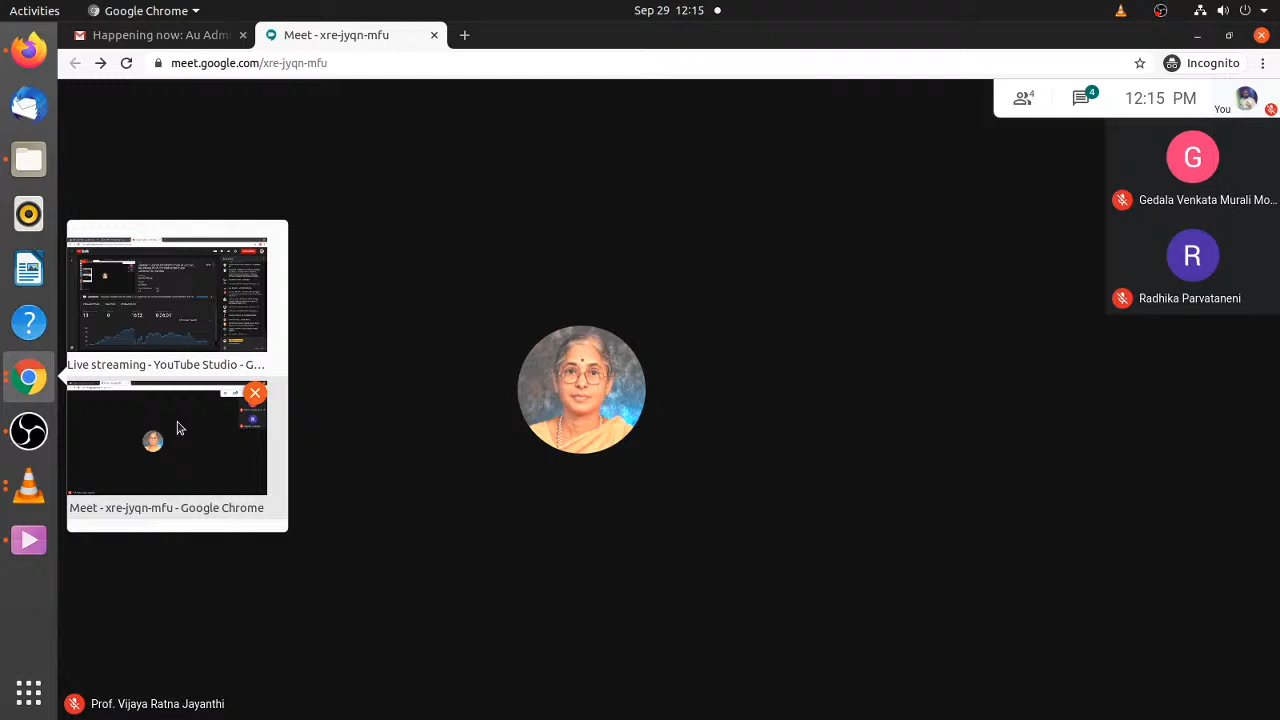 Activities
Google Chrome
Sep 29 12:15
Happening now: Au Adm
Meet - xre-jyqn-mfu
meet.google.com/xre-jyqn-mfu
Incognito
4
4
12:15 PM
You
G
Gedala Venkata Murali Mo...
R
Radhika Parvataneni
Live streaming - YouTube Studio - G...
Meet - xre-jyqn-mfu - Google Chrome
Prof. Vijaya Ratna Jayanthi